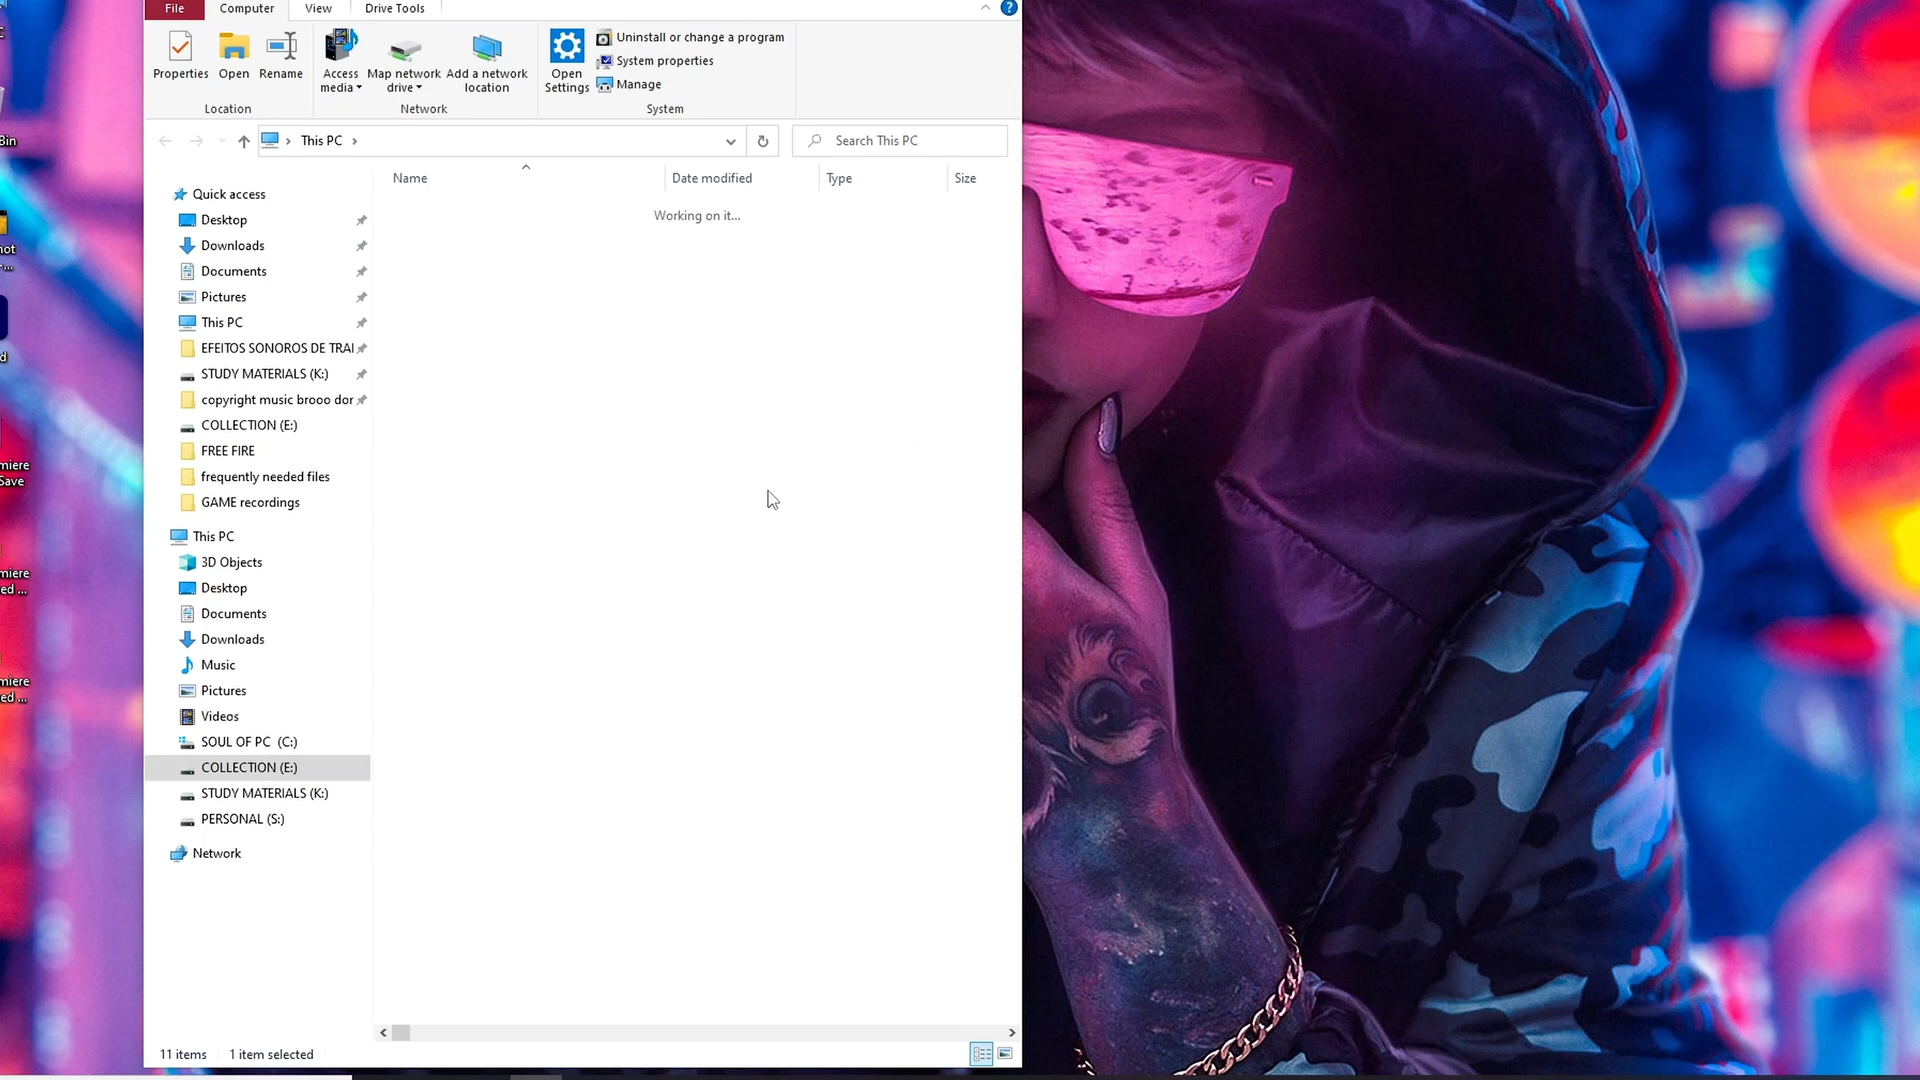 File Computer View Drive Tools
Properties Open Rename Access media Map network drive Add a network location Open Settings
Uninstall or change a program
System properties
Manage
Location Network System
This PC
Search This PC
Name Date modified Type Size
Working on it...
Quick access
Desktop
Downloads
Documents
Pictures
This PC
EFEITOS SONOROS DE TRAI
STUDY MATERIALS (K:)
copyright music brooo dor
COLLECTION (E:)
FREE FIRE
frequently needed files
GAME recordings
This PC
3D Objects
Desktop
Documents
Downloads
Music
Pictures
Videos
SOUL OF PC (C:)
COLLECTION (E:)
STUDY MATERIALS (K:)
PERSONAL (S:)
Network
11 items 1 item selected
Bin
not
...
d
miere
Save
miere
ed ...
miere
ed ...